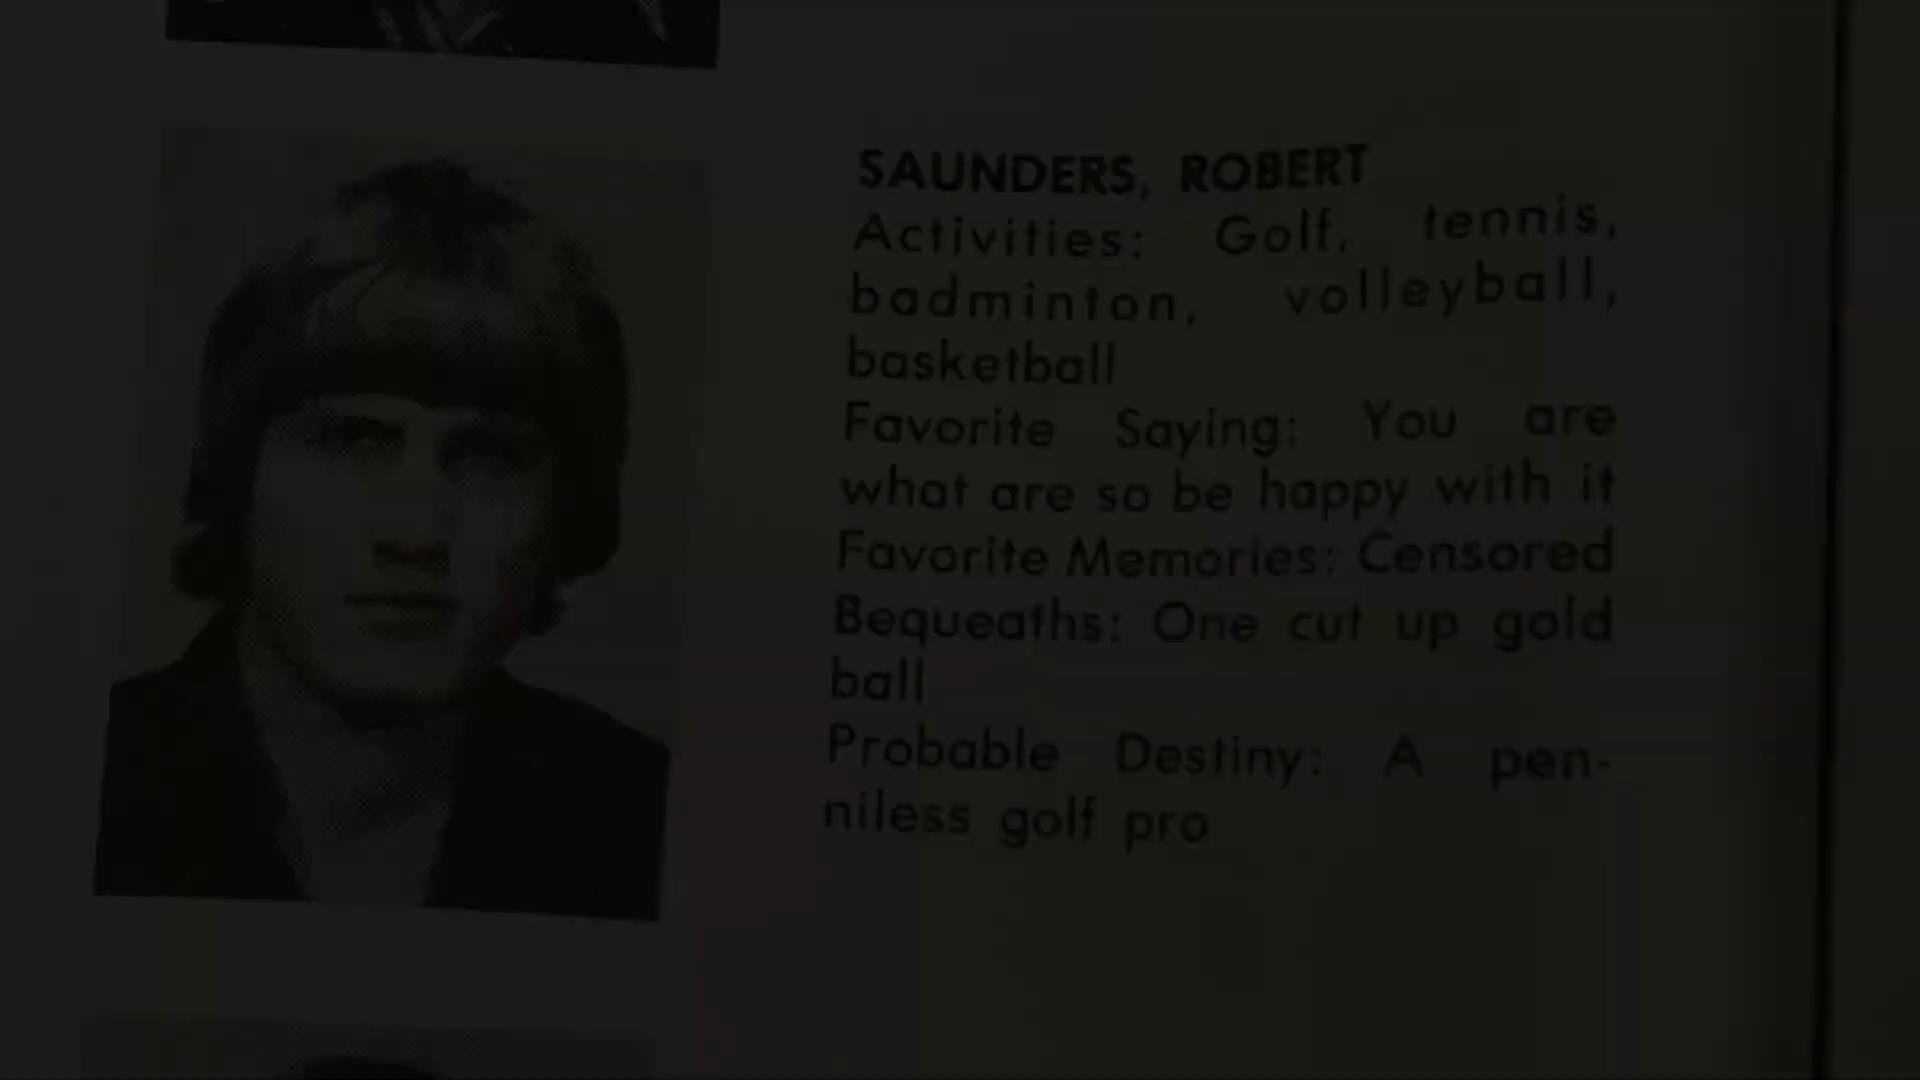 SAUNDERS, ROBERT
Activities: Golf, tennis,
badminton, volleyball,
basketball
Favorite Saying: You are
what are so be happy with it
Favorite Memories: Censored
Bequeaths: One cut up gold
ball
Probable Destiny: A pen-
niless golf pro